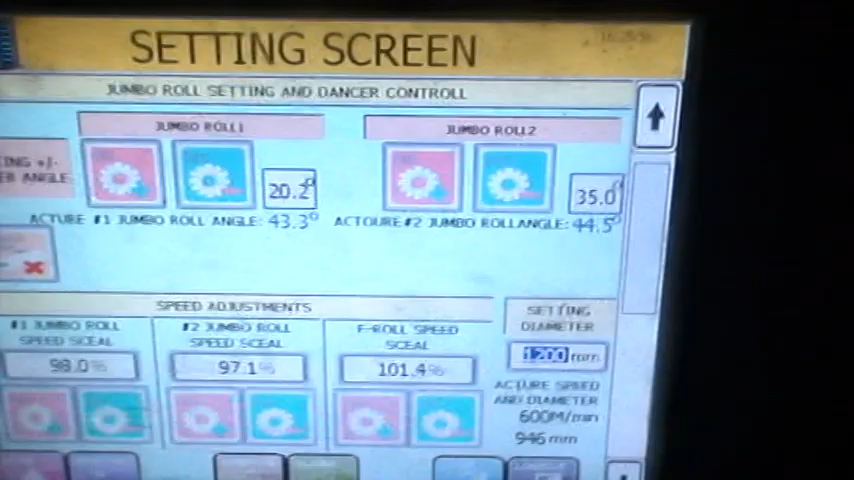 SETTING SCREEN
JUMBO ROLL SETTING AND DANCER CONTROLL
JUMBO ROLL1
JUMBO ROLL2
ING +/-
ER ANGLE
20.2°
35.0°
ACTURE #1 JUMBO ROLL ANGLE: 43.3°
ACTOURE #2 JUMBO ROLLANGLE: 44.5°
SPEED ADJUSTMENTS
SETTING
DIAMETER
#1 JUMBO ROLL
SPEED SCEAL
#2 JUMBO ROLL
SPEED SCEAL
F-ROLL SPEED
SCEAL
1200 mm
98.0%
97.1%
101.4%
ACTURE SPEED
AND DIAMETER
600M/min
946 mm